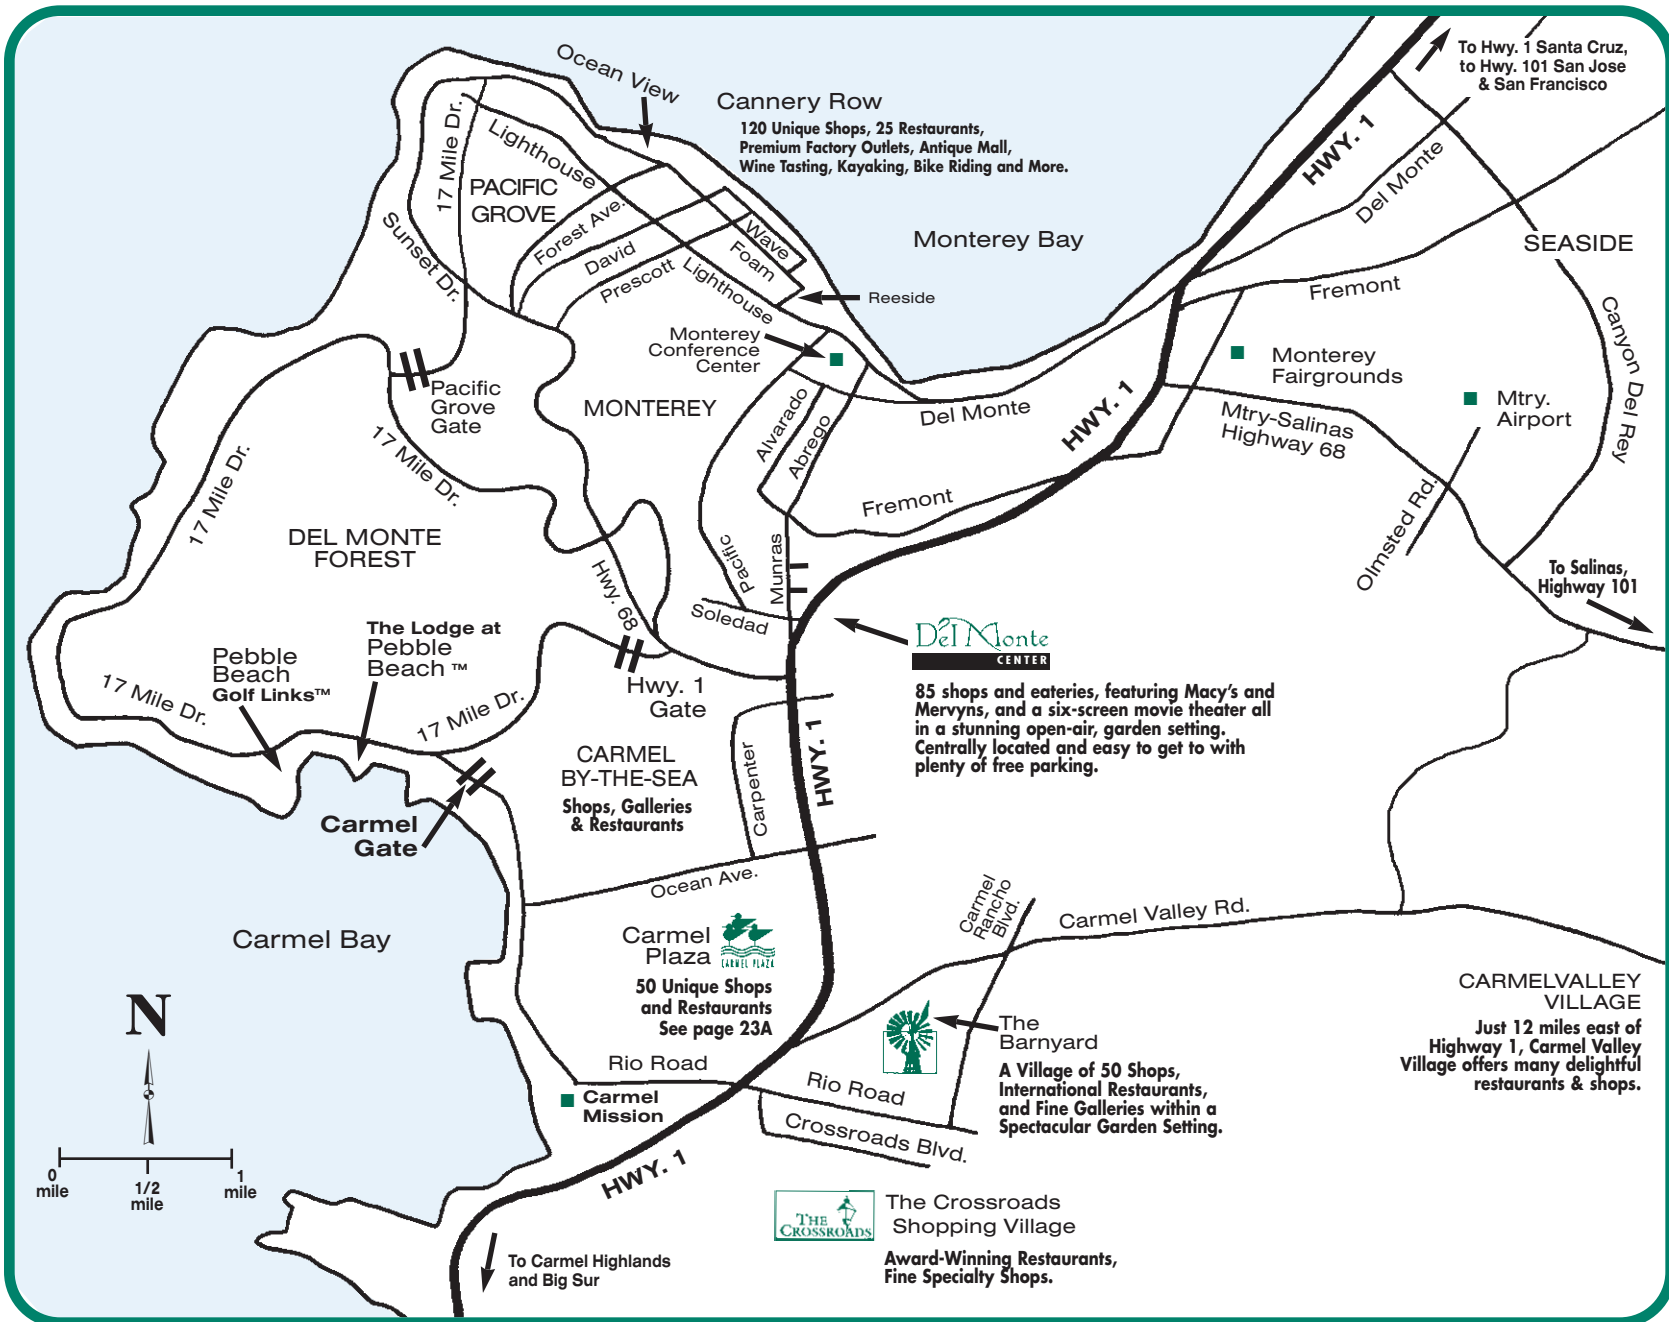 To Hwy. 1 Santa Cruz,
to Hwy. 101 San Jose
& San Francisco
Ocean View
Cannery Row
120 Unique Shops, 25 Restaurants,
Premium Factory Outlets, Antique Mall,
Wine Tasting, Kayaking, Bike Riding and More.
HWY. 1
Del Monte
17 Mile Dr.
Lighthouse
PACIFIC
GROVE
Sunset Dr.
Forest Ave.
David
Prescott
Wave
Foam
Lighthouse
Reeside
Monterey Bay
SEASIDE
Fremont
Canyon Del Rey
Monterey
Conference
Center
Monterey
Fairgrounds
Mtry.
Airport
Pacific
Grove
Gate
MONTEREY
Alvarado
Abrego
Del Monte
HWY. 1
Mtry-Salinas
Highway 68
17 Mile Dr.
17 Mile Dr.
Fremont
Olmsted Rd.
DEL MONTE
FOREST
Hwy. 68
Pacific
Munras
Soledad
To Salinas,
Highway 101
Del Monte
CENTER
85 shops and eateries, featuring Macy's and
Mervyns, and a six-screen movie theater all
in a stunning open-air, garden setting.
Centrally located and easy to get to with
plenty of free parking.
The Lodge at
Pebble
Beach ™
Pebble
Beach
Golf Links™
17 Mile Dr.
17 Mile Dr.
Hwy. 1
Gate
CARMEL
BY-THE-SEA
Shops, Galleries
& Restaurants
Carpenter
HWY. 1
Carmel
Gate
Ocean Ave.
Carmel Bay
Carmel
Plaza
CARMEL PLAZA
50 Unique Shops
and Restaurants
See page 23A
Carmel
Rancho
Blvd.
Carmel Valley Rd.
CARMELVALLEY
VILLAGE
Just 12 miles east of
Highway 1, Carmel Valley
Village offers many delightful
restaurants & shops.
The
Barnyard
A Village of 50 Shops,
International Restaurants,
and Fine Galleries within a
Spectacular Garden Setting.
Rio Road
Rio Road
Carmel
Mission
Crossroads Blvd.
HWY. 1
N
0
mile
1/2
mile
1
mile
THE
CROSSROADS
The Crossroads
Shopping Village
Award-Winning Restaurants,
Fine Specialty Shops.
To Carmel Highlands
and Big Sur